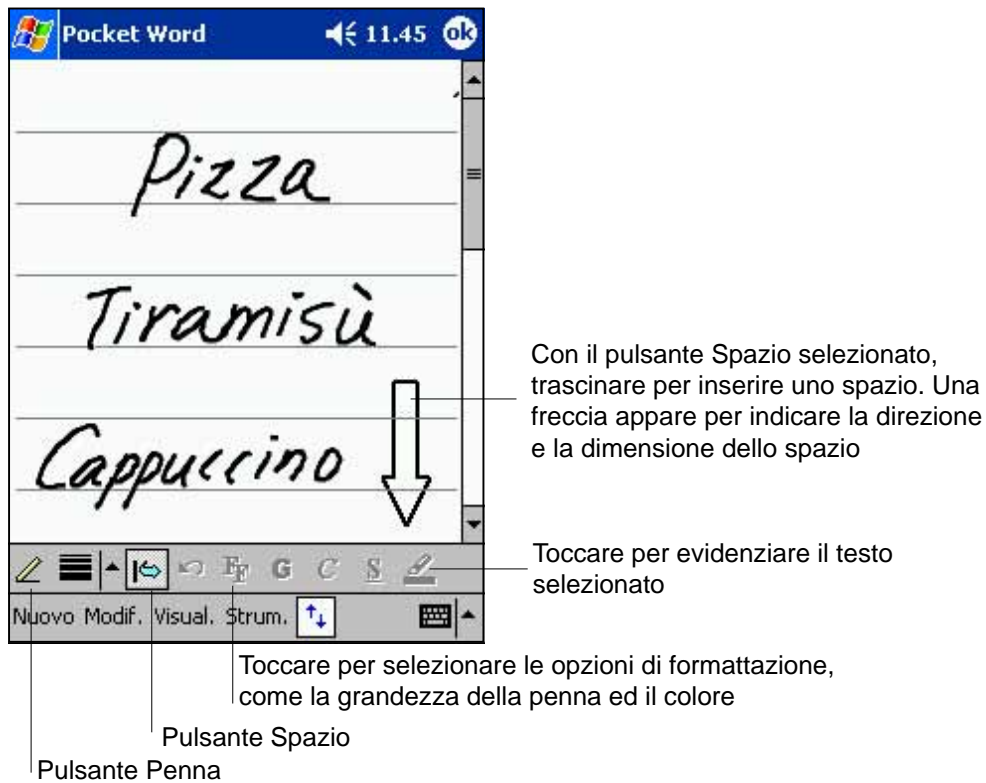 Pocket Word 11.45 ok
Pizza
Tiramisù
Cappuccino
Con il pulsante Spazio selezionato,
trascinare per inserire uno spazio. Una
freccia appare per indicare la direzione
e la dimensione dello spazio
Toccare per evidenziare il testo
selezionato
FF G C S
Nuovo Modif. Visual. Strum.
Toccare per selezionare le opzioni di formattazione,
come la grandezza della penna ed il colore
Pulsante Spazio
Pulsante Penna